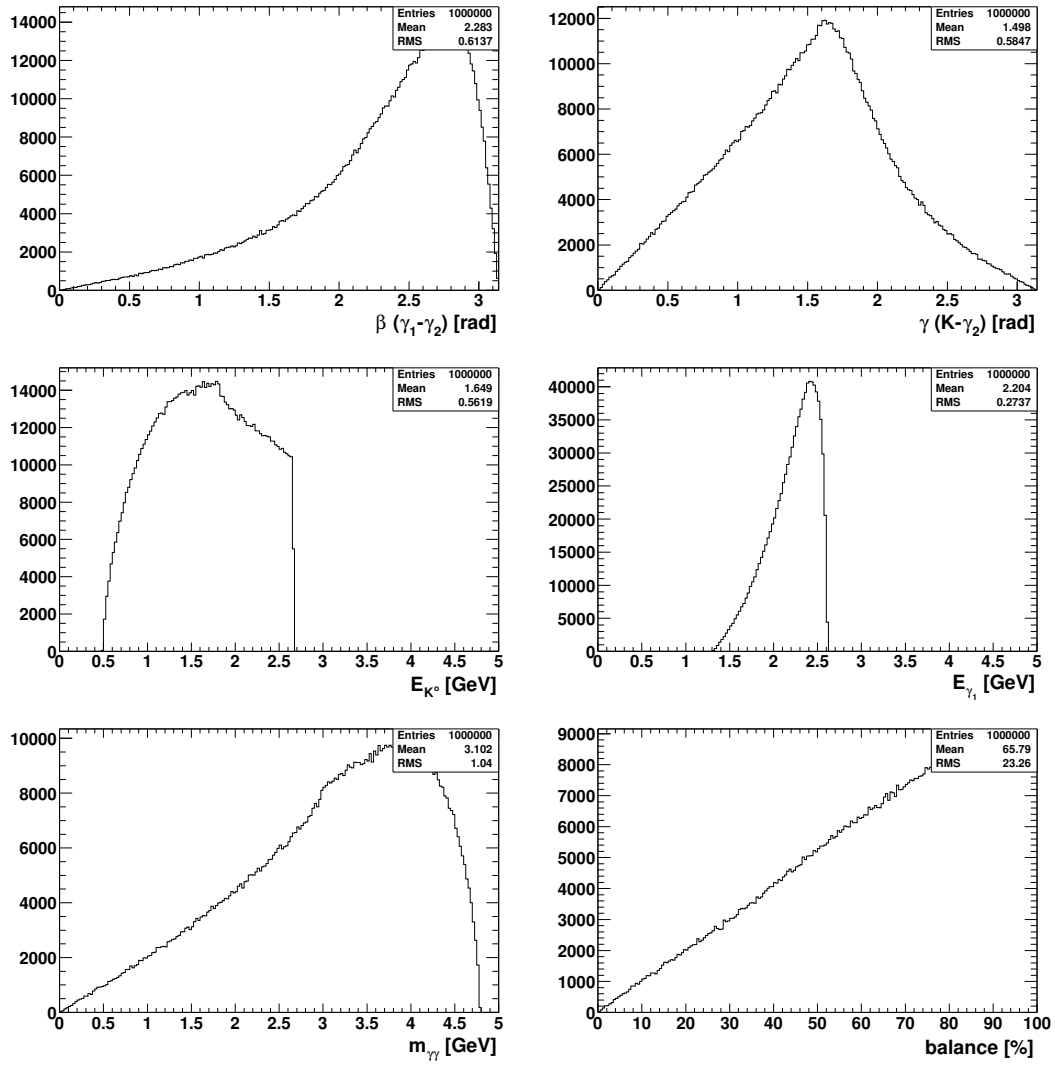 Entries 1000000
Mean 2.283
RMS 0.6137
14000
12000
10000
8000
6000
4000
2000
0
0 0.5 1 1.5 2 2.5 3
β (γ1-γ2) [rad]
Entries 1000000
Mean 1.498
RMS 0.5847
12000
10000
8000
6000
4000
2000
0
0 0.5 1 1.5 2 2.5 3
γ (K-γ2) [rad]
Entries 1000000
Mean 1.649
RMS 0.5619
14000
12000
10000
8000
6000
4000
2000
0
0 0.5 1 1.5 2 2.5 3 3.5 4 4.5 5
E_K° [GeV]
Entries 1000000
Mean 2.204
RMS 0.2737
40000
35000
30000
25000
20000
15000
10000
5000
0
0 0.5 1 1.5 2 2.5 3 3.5 4 4.5 5
E_γ1 [GeV]
Entries 1000000
Mean 3.102
RMS 1.04
10000
8000
6000
4000
2000
0
0 0.5 1 1.5 2 2.5 3 3.5 4 4.5 5
m_γγ [GeV]
Entries 1000000
Mean 65.79
RMS 23.26
9000
8000
7000
6000
5000
4000
3000
2000
1000
0
0 10 20 30 40 50 60 70 80 90 100
balance [%]